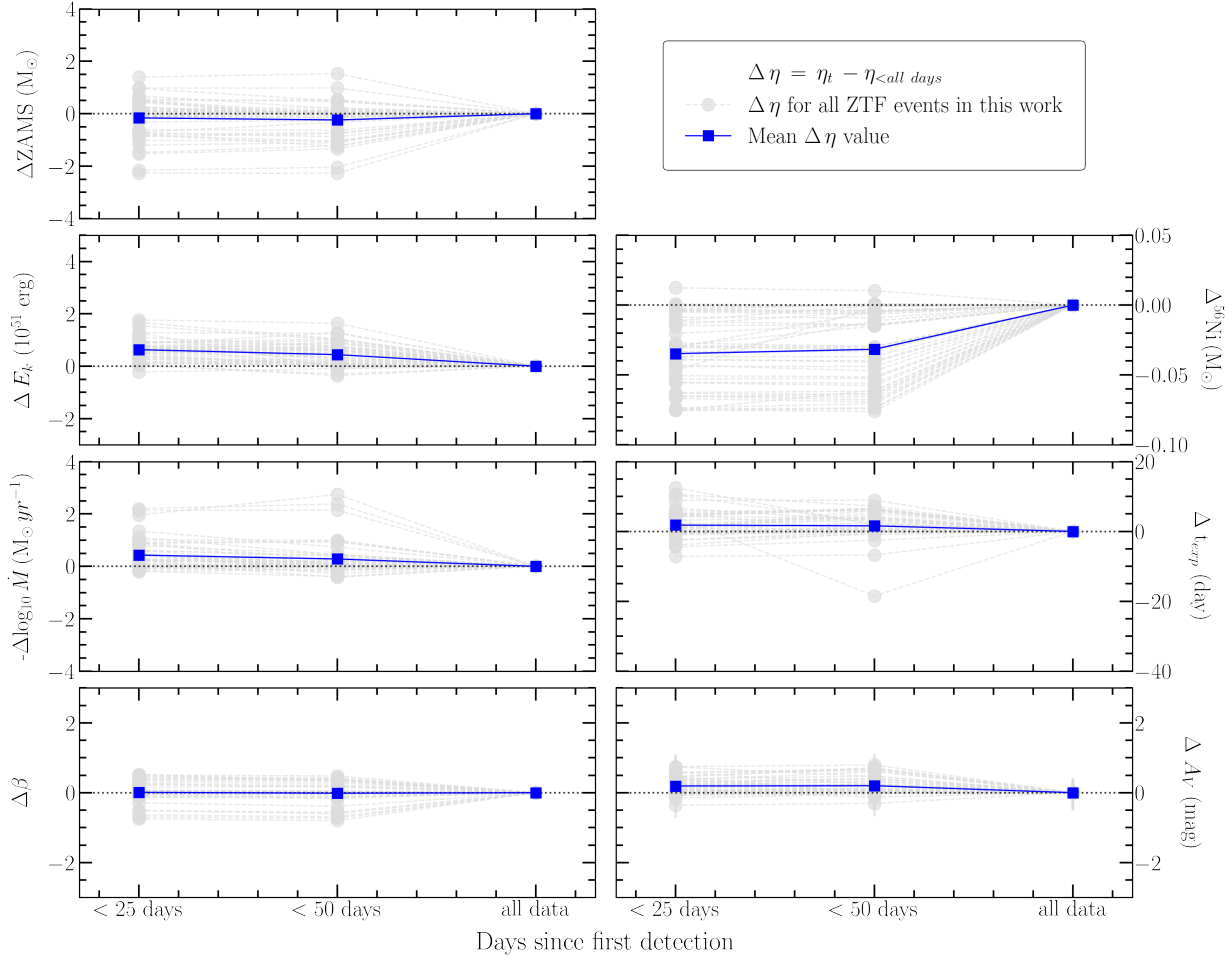 4
2
0
−2
−4
ΔZAMS (M⊙)
Δ η = η_t − η_{<all days}
Δ η for all ZTF events in this work
Mean Δ η value
4
2
0
−2
Δ E_k (10^51 erg)
0.05
0.00
−0.05
−0.10
Δ^56Ni (M⊙)
4
2
0
−2
−4
-Δlog₁₀ Ṁ (M⊙ yr⁻¹)
20
0
−20
−40
Δ t_exp (day)
2
0
−2
Δβ
2
0
−2
Δ A_V (mag)
< 25 days < 50 days all data
< 25 days < 50 days all data
Days since first detection